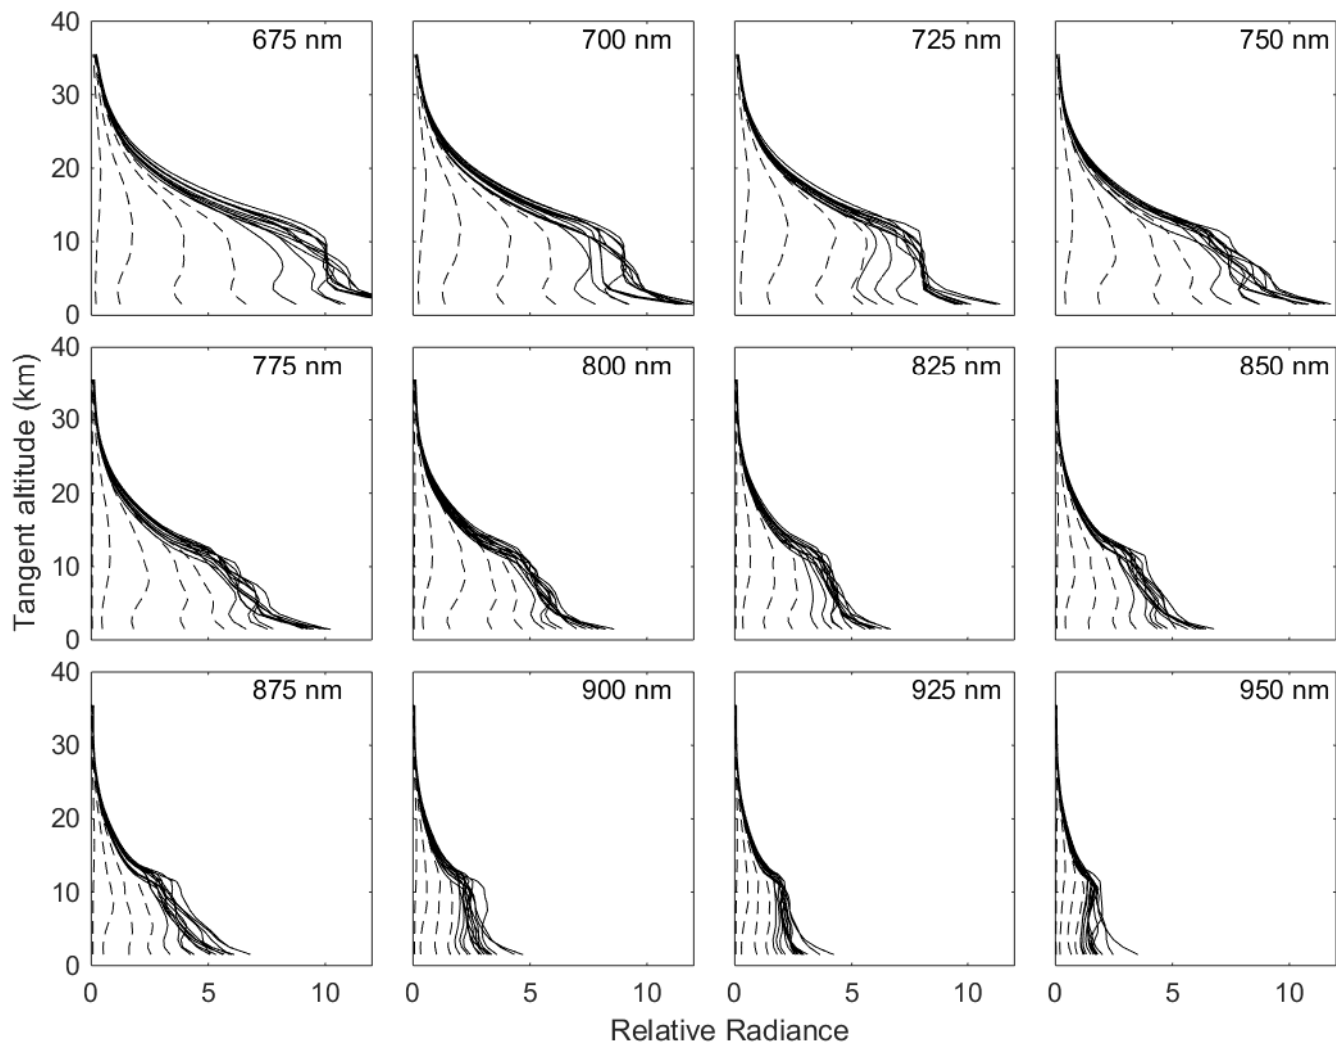 40
30
20
10
0
675 nm
700 nm
725 nm
750 nm
40
30
20
10
0
775 nm
800 nm
825 nm
850 nm
Tangent altitude (km)
40
30
20
10
0
875 nm
900 nm
925 nm
950 nm
0 5 10 0 5 10 0 5 10 0 5 10
Relative Radiance